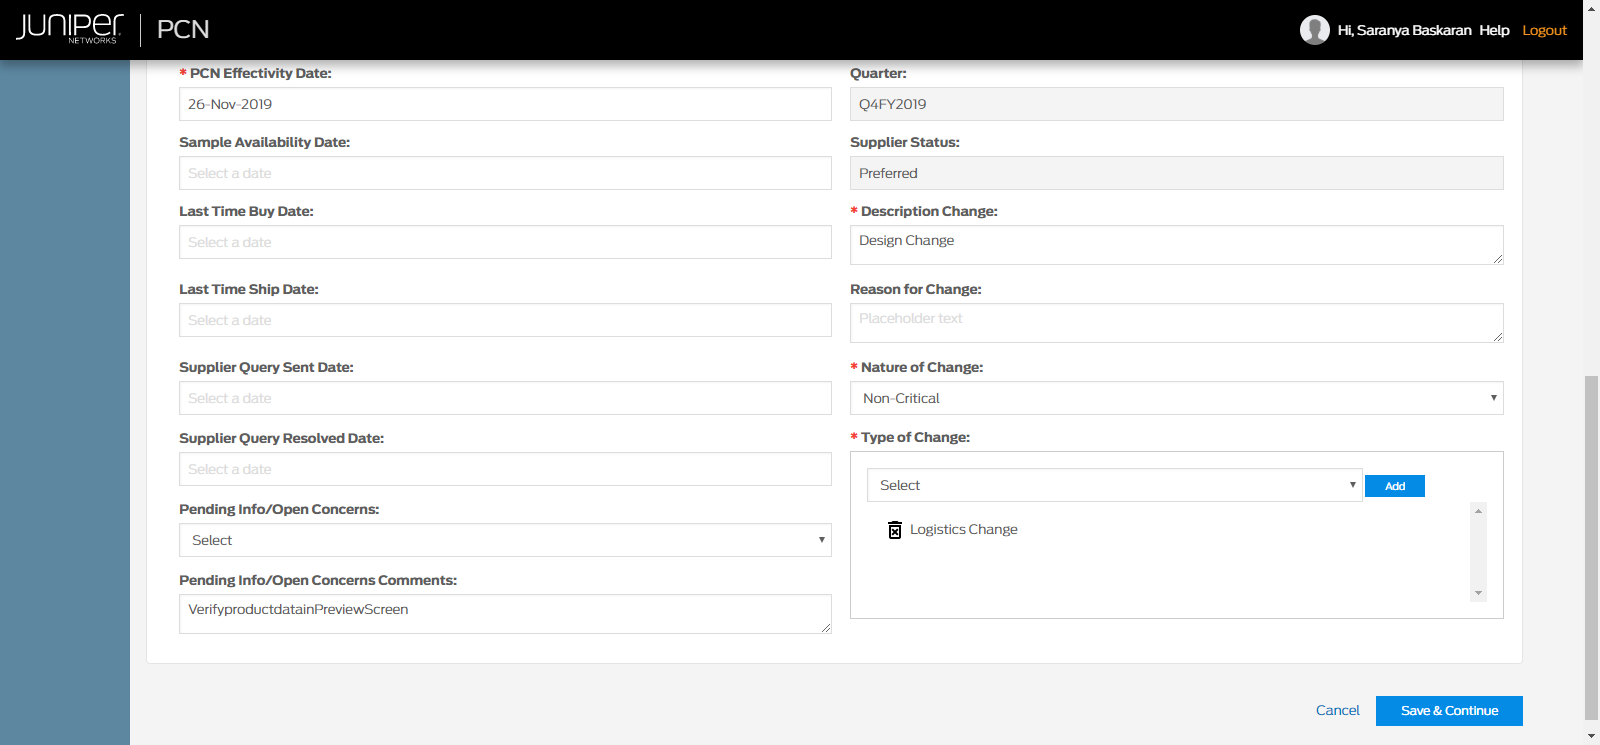 JUNIPER NETWORKS PCN Hi, Saranya Baskaran Help Logout
* PCN Effectivity Date:
26-Nov-2019
Sample Availability Date:
Select a date
Last Time Buy Date:
Select a date
Last Time Ship Date:
Select a date
Supplier Query Sent Date:
Select a date
Supplier Query Resolved Date:
Select a date
Pending Info/Open Concerns:
Select
Pending Info/Open Concerns Comments:
VerifyproductdatainPreviewScreen
Quarter:
Q4FY2019
Supplier Status:
Preferred
* Description Change:
Design Change
Reason for Change:
Placeholder text
* Nature of Change:
Non-Critical
* Type of Change:
Select Add
Logistics Change
Cancel Save & Continue